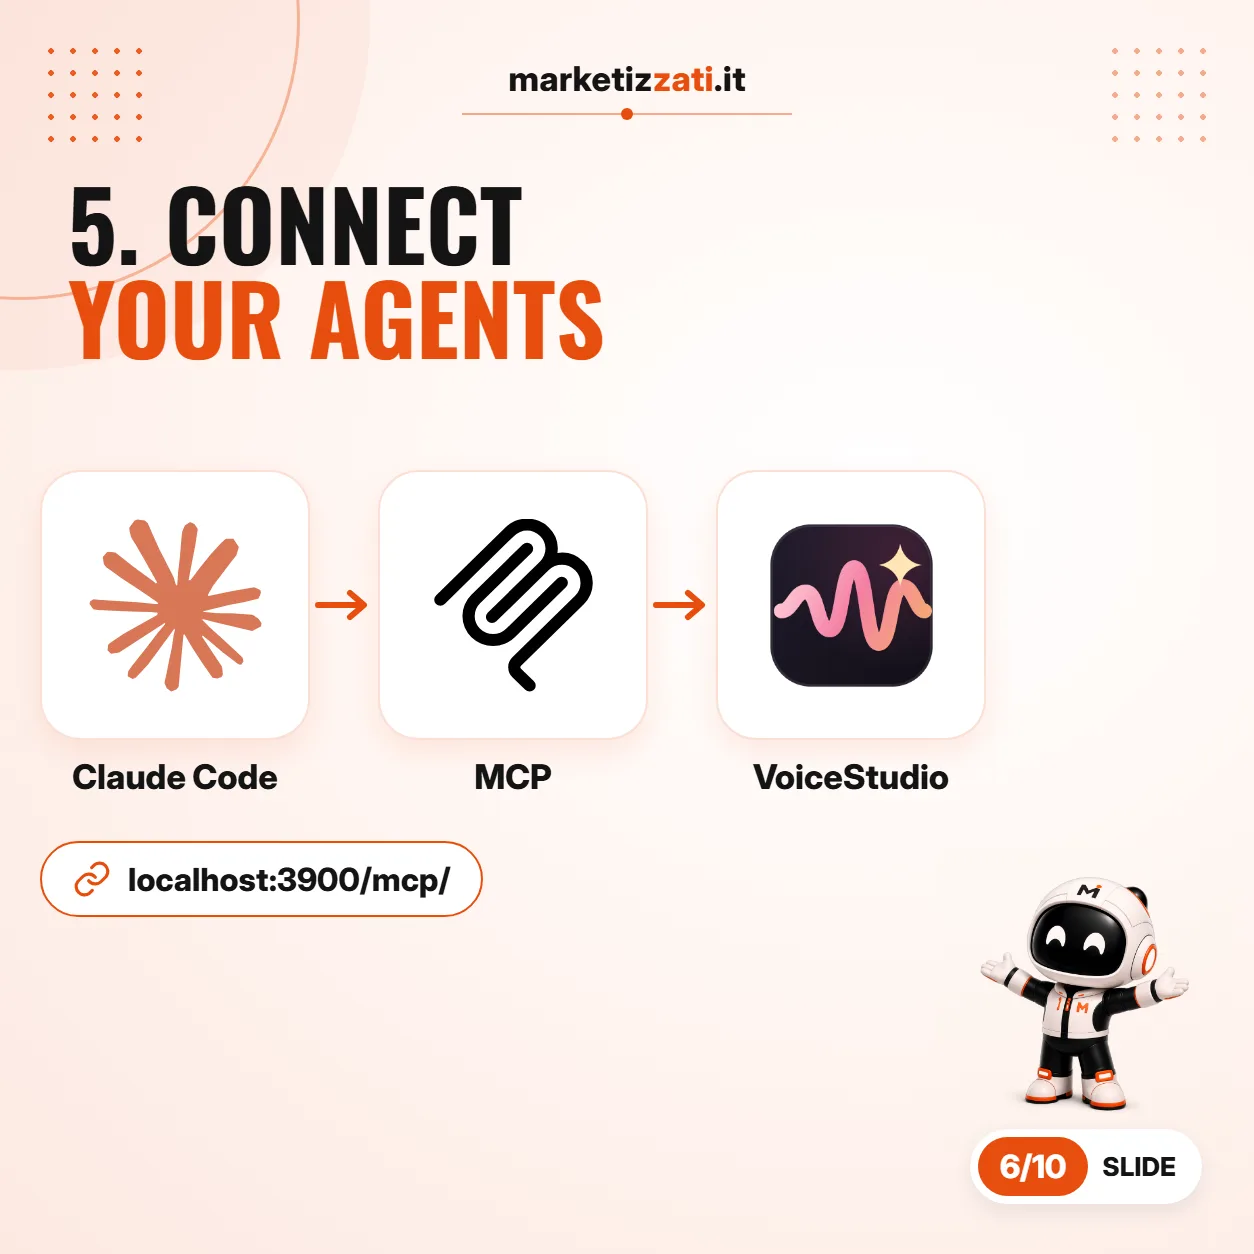 marketizzati.it
5. CONNECT
YOUR AGENTS
Claude Code
MCP
VoiceStudio
localhost:3900/mcp/
6/10 SLIDE